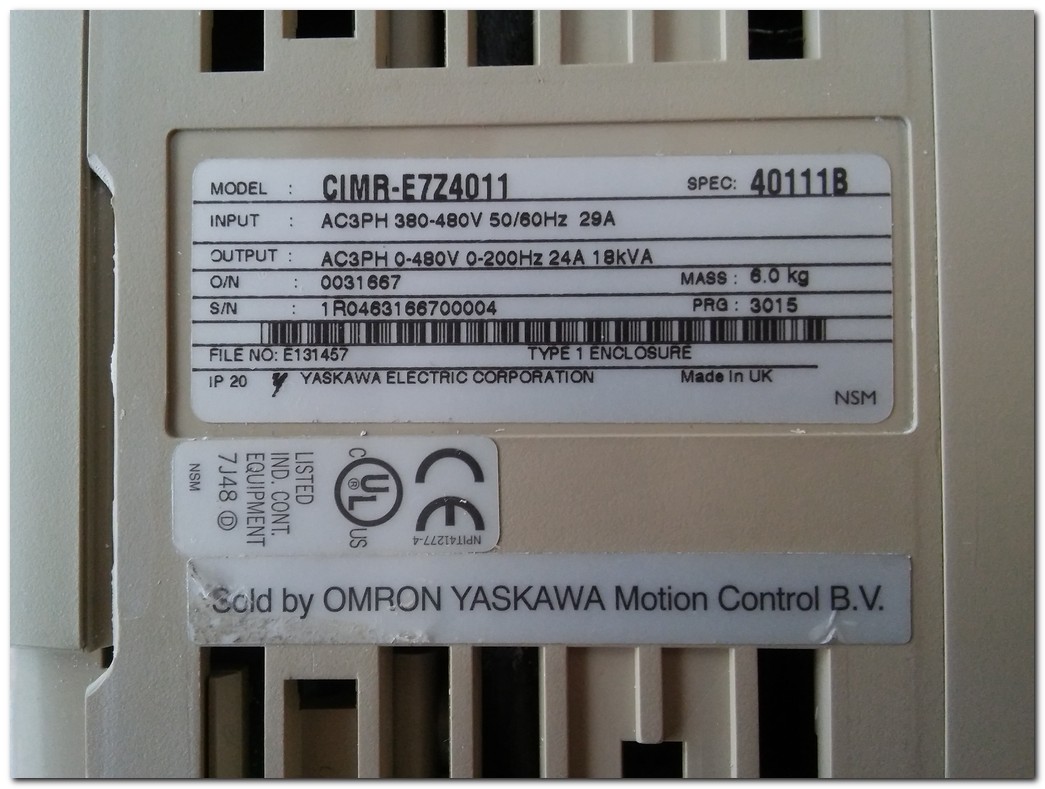 MODEL : CIMR-E7Z4011 SPEC: 40111B
INPUT : AC3PH 380-480V 50/60Hz 29A
OUTPUT : AC3PH 0-480V 0-200Hz 24A 18kVA
O/N : 0031667 MASS : 6.0 kg
S/N : 1R0463166700004 PRG : 3015
FILE NO: E131457 TYPE 1 ENCLOSURE
IP 20 YASKAWA ELECTRIC CORPORATION Made in UK
NSM
LISTED
IND. CONT.
EQUIPMENT
7J48 D
NSM
C UL ® US
CE
NPIT41277-4
Sold by OMRON YASKAWA Motion Control B.V.